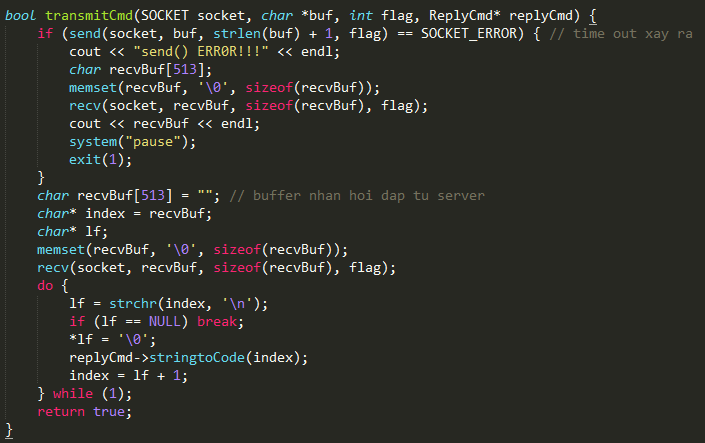 bool transmitCmd(SOCKET socket, char *buf, int flag, ReplyCmd* replyCmd) {
    if (send(socket, buf, strlen(buf) + 1, flag) == SOCKET_ERROR) { // time out xay ra
        cout << "send() ERR0R!!!" << endl;
        char recvBuf[513];
        memset(recvBuf, '\0', sizeof(recvBuf));
        recv(socket, recvBuf, sizeof(recvBuf), flag);
        cout << recvBuf << endl;
        system("pause");
        exit(1);
    }
    char recvBuf[513] = ""; // buffer nhan hoi dap tu server
    char* index = recvBuf;
    char* lf;
    memset(recvBuf, '\0', sizeof(recvBuf));
    recv(socket, recvBuf, sizeof(recvBuf), flag);
    do {
        lf = strchr(index, '\n');
        if (lf == NULL) break;
        *lf = '\0';
        replyCmd->stringtoCode(index);
        index = lf + 1;
    } while (1);
    return true;
}